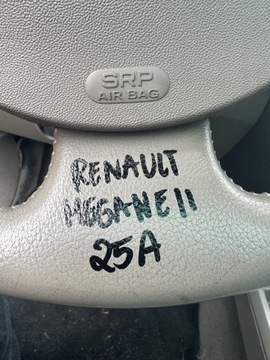 SRP
AIR BAG
RENAULT
MEGANE II
25A